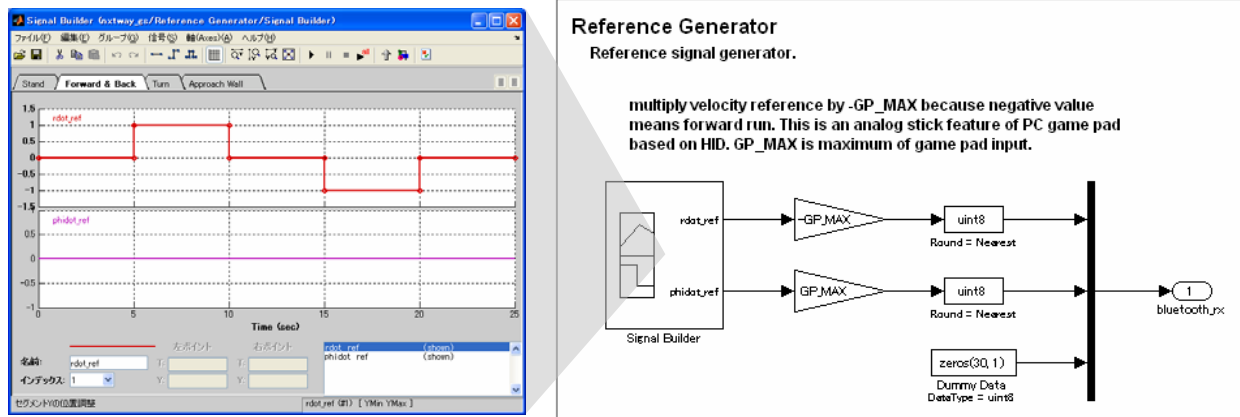 Signal Builder (nxtway_gs/Reference Generator/Signal Builder)
ファイル(F) 編集(E) グループ(G) 信号(S) 軸(Axes)(A) ヘルプ(H)
Stand Forward & Back Turn Approach Wall
1.5
rdot_ref
1
0.5
0
-0.5
-1
-1.5
1
phidot_ref
0.5
0
-0.5
-1
0 5 10 15 20 25
Time (sec)
左ポイント 右ポイント
名前: rdot_ref T: T:
インデックス: 1 Y: Y:
rdot_ref (shown)
phidot_ref (shown)
セグメントYの位置調整
rdot_ref (#1) [ YMin YMax ]
Reference Generator
Reference signal generator.
multiply velocity reference by -GP_MAX because negative value
means forward run. This is an analog stick feature of PC game pad
based on HID. GP_MAX is maximum of game pad input.
rdot_ref
-GP_MAX
uint8
Round = Nearest
phidot_ref
GP_MAX
uint8
Round = Nearest
Signal Builder
1
bluetooth_rx
zeros(30, 1)
Dummy Data
DataType = uint8